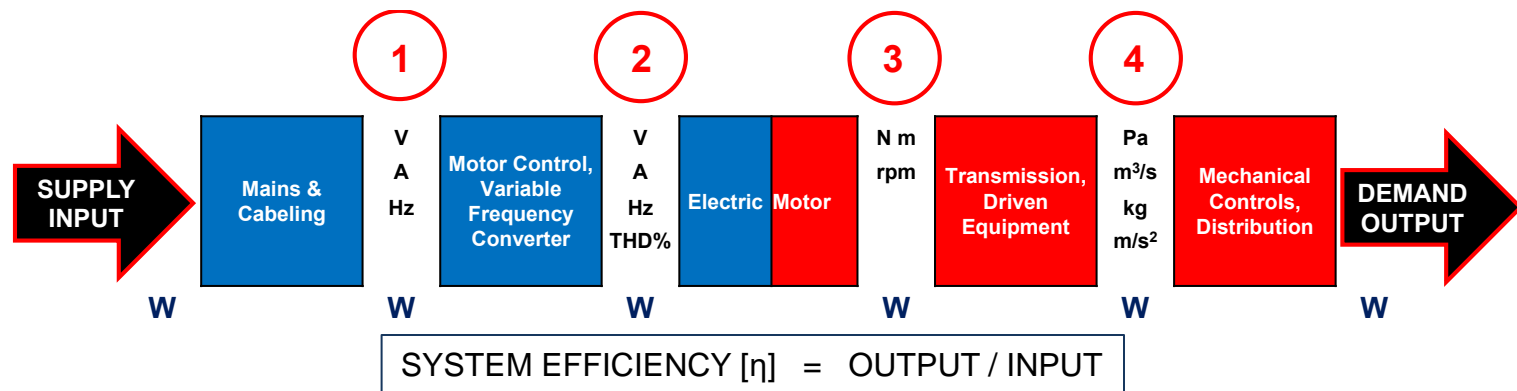 1
2
3
4
SUPPLY
INPUT
Mains &
Cabeling
V
A
Hz
Motor Control,
Variable
Frequency
Converter
V
A
Hz
THD%
Electric Motor
N m
rpm
Transmission,
Driven
Equipment
Pa
m³/s
kg
m/s²
Mechanical
Controls,
Distribution
DEMAND
OUTPUT
W
W
W
W
W
W
SYSTEM EFFICIENCY [η] = OUTPUT / INPUT